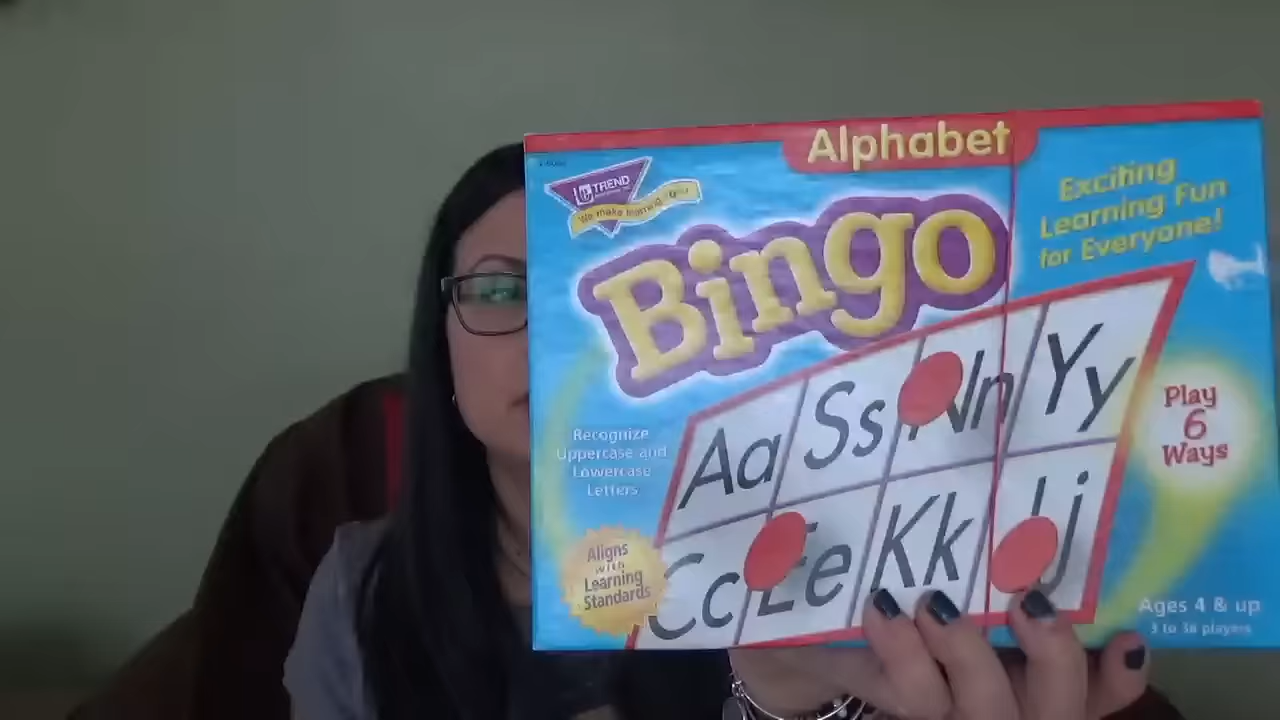 Alphabet
TREND
We make learning fun
Bingo
Exciting
Learning Fun
for Everyone!
Recognize
Uppercase and
Lowercase
Letters
Aligns
with
Learning
Standards
Aa Ss Nn Yy
Cc Ee Kk Jj
Play
6
Ways
Ages 4 & up
3 to 36 players